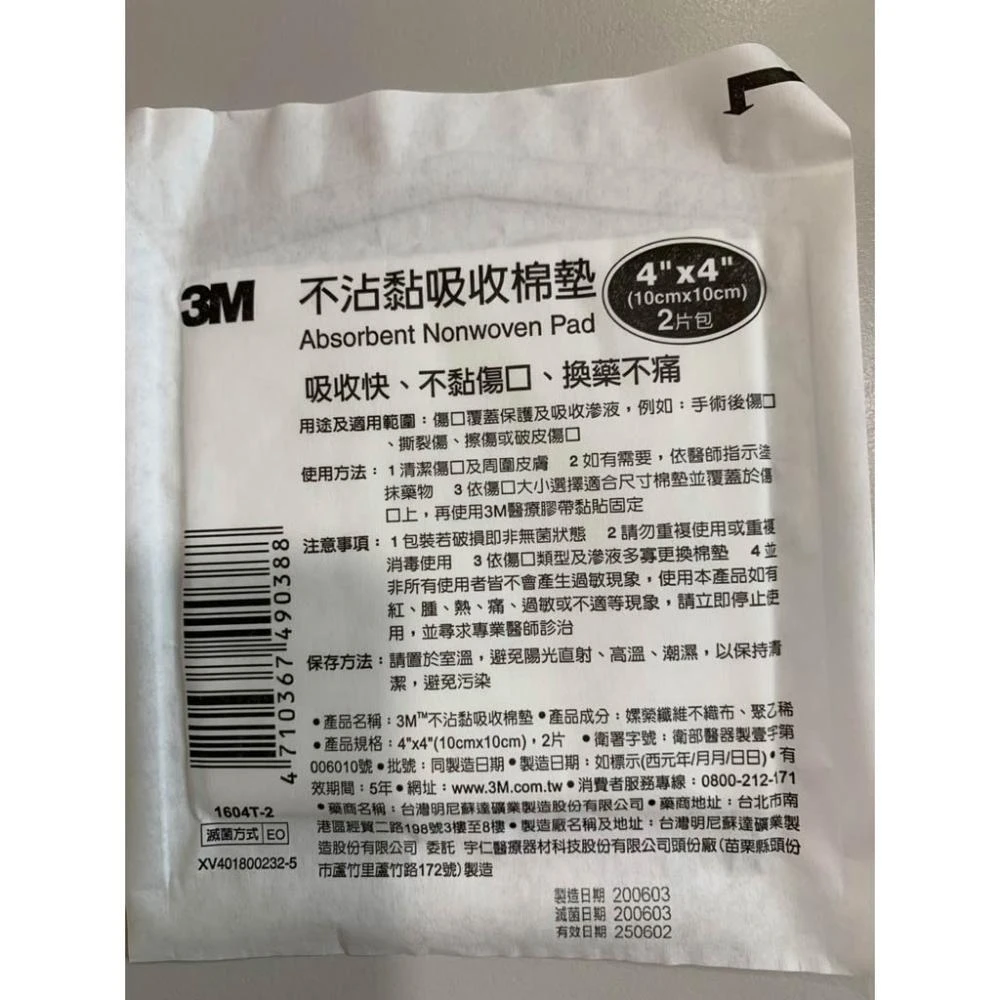 3M
不沾黏吸收棉墊
Absorbent Nonwoven Pad
4"x4"
(10cmx10cm)
2片包
吸收快、不黏傷口、換藥不痛
用途及適用範圍：傷口覆蓋保護及吸收滲液，例如：手術後傷口
、撕裂傷、擦傷或破皮傷口
使用方法：1清潔傷口及周圍皮膚 2如有需要，依醫師指示塗
抹藥物 3依傷口大小選擇適合尺寸棉墊並覆蓋於傷
口上，再使用3M醫療膠帶黏貼固定
注意事項：1包裝若破損即非無菌狀態 2請勿重複使用或重複
消毒使用 3依傷口類型及滲液多寡更換棉墊 4並
非所有使用者皆不會產生過敏現象，使用本產品如有
紅、腫、熱、痛、過敏或不適等現象，請立即停止使
用，並尋求專業醫師診治
保存方法：請置於室溫，避免陽光直射、高溫、潮濕，以保持清
潔，避免污染
•產品名稱：3M™不沾黏吸收棉墊•產品成分：嫘縈纖維不織布、聚乙稀
•產品規格：4"x4"(10cmx10cm)，2片 •衛署字號：衛部醫器製壹字第
006010號•批號：同製造日期•製造日期：如標示(西元年/月月/日日)•有
效期間：5年•網址：www.3M.com.tw•消費者服務專線：0800-212-171
•藥商名稱：台灣明尼蘇達礦業製造股份有限公司•藥商地址：台北市南
港區經貿二路198號3樓至8樓•製造廠名稱及地址：台灣明尼蘇達礦業製
造股份有限公司 委託 宇仁醫療器材科技股份有限公司頭份廠(苗栗縣頭份
市蘆竹里蘆竹路172號)製造
4 710367 490388
1604T-2
滅菌方式 EO
XV401800232-5
製造日期 200603
滅菌日期 200603
有效日期 250602